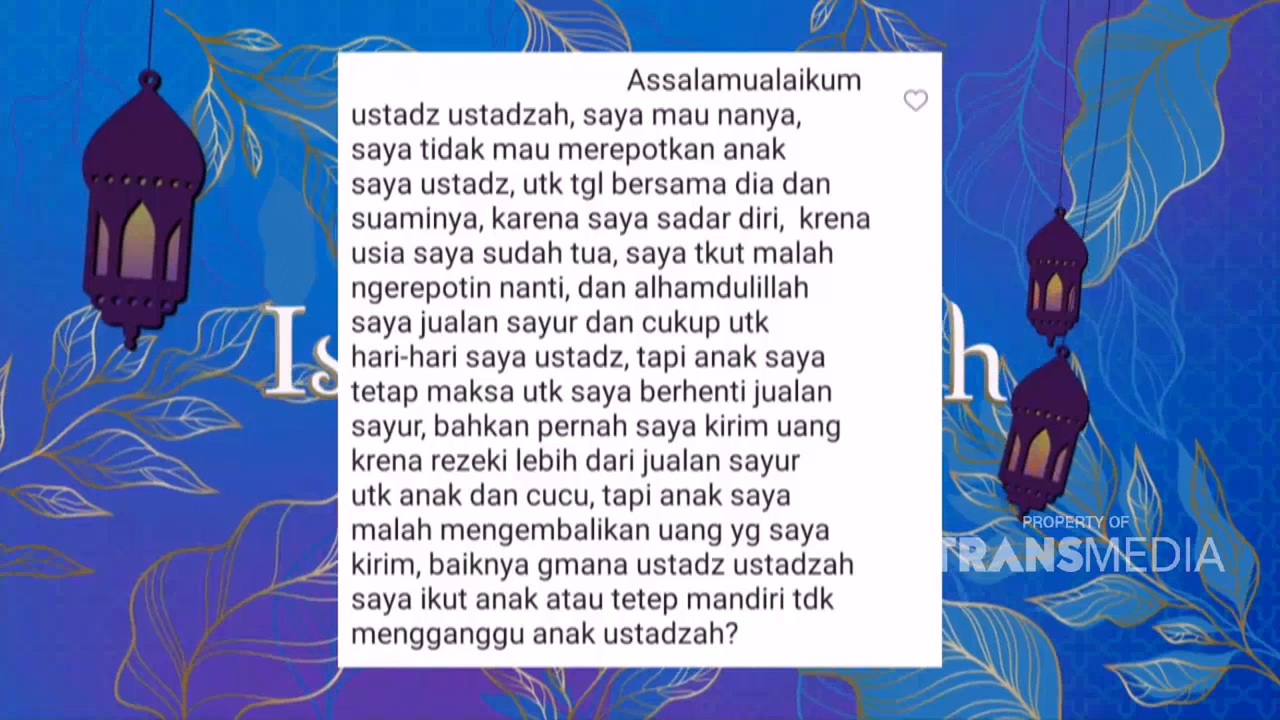 Assalamualaikum
ustadz ustadzah, saya mau nanya,
saya tidak mau merepotkan anak
saya ustadz, utk tgl bersama dia dan
suaminya, karena saya sadar diri,  krena
usia saya sudah tua, saya tkut malah
ngerepotin nanti, dan alhamdulillah
saya jualan sayur dan cukup utk
hari-hari saya ustadz, tapi anak saya
tetap maksa utk saya berhenti jualan
sayur, bahkan pernah saya kirim uang
krena rezeki lebih dari jualan sayur
utk anak dan cucu, tapi anak saya
malah mengembalikan uang yg saya
kirim, baiknya gmana ustadz ustadzah
saya ikut anak atau tetep mandiri tdk
mengganggu anak ustadzah?
PROPERTY OF
TRANSMEDIA